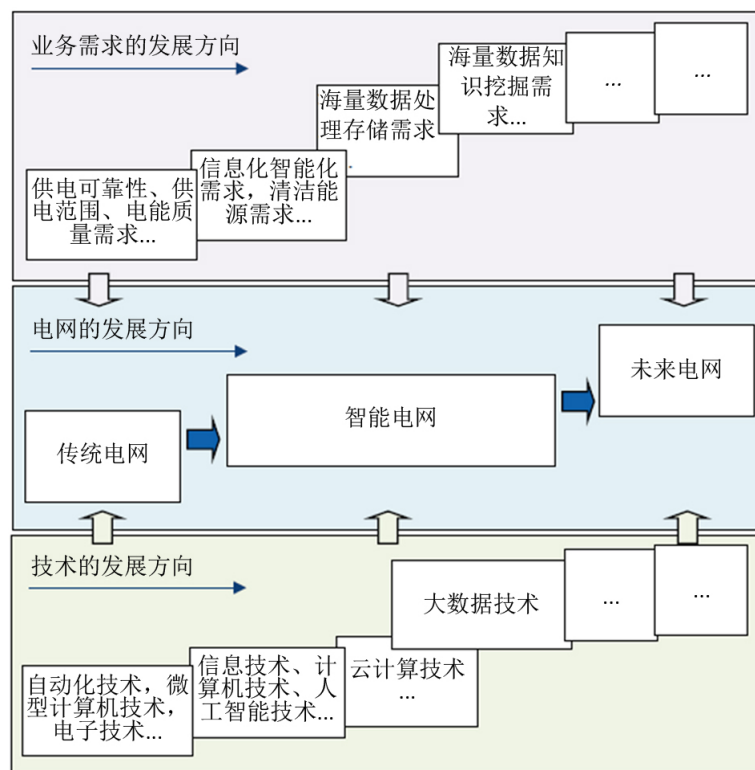 业务需求的发展方向
海量数据知
识挖掘需
求...
...
...
海量数据处
理存储需求
信息化智能化
需求，清洁能
源需求...
供电可靠性、供
电范围、电能质
量需求...
电网的发展方向
未来电网
智能电网
传统电网
技术的发展方向
大数据技术
...
...
云计算技术
...
信息技术、计
算机技术、人
工智能技术...
自动化技术，微
型计算机技术，
电子技术...